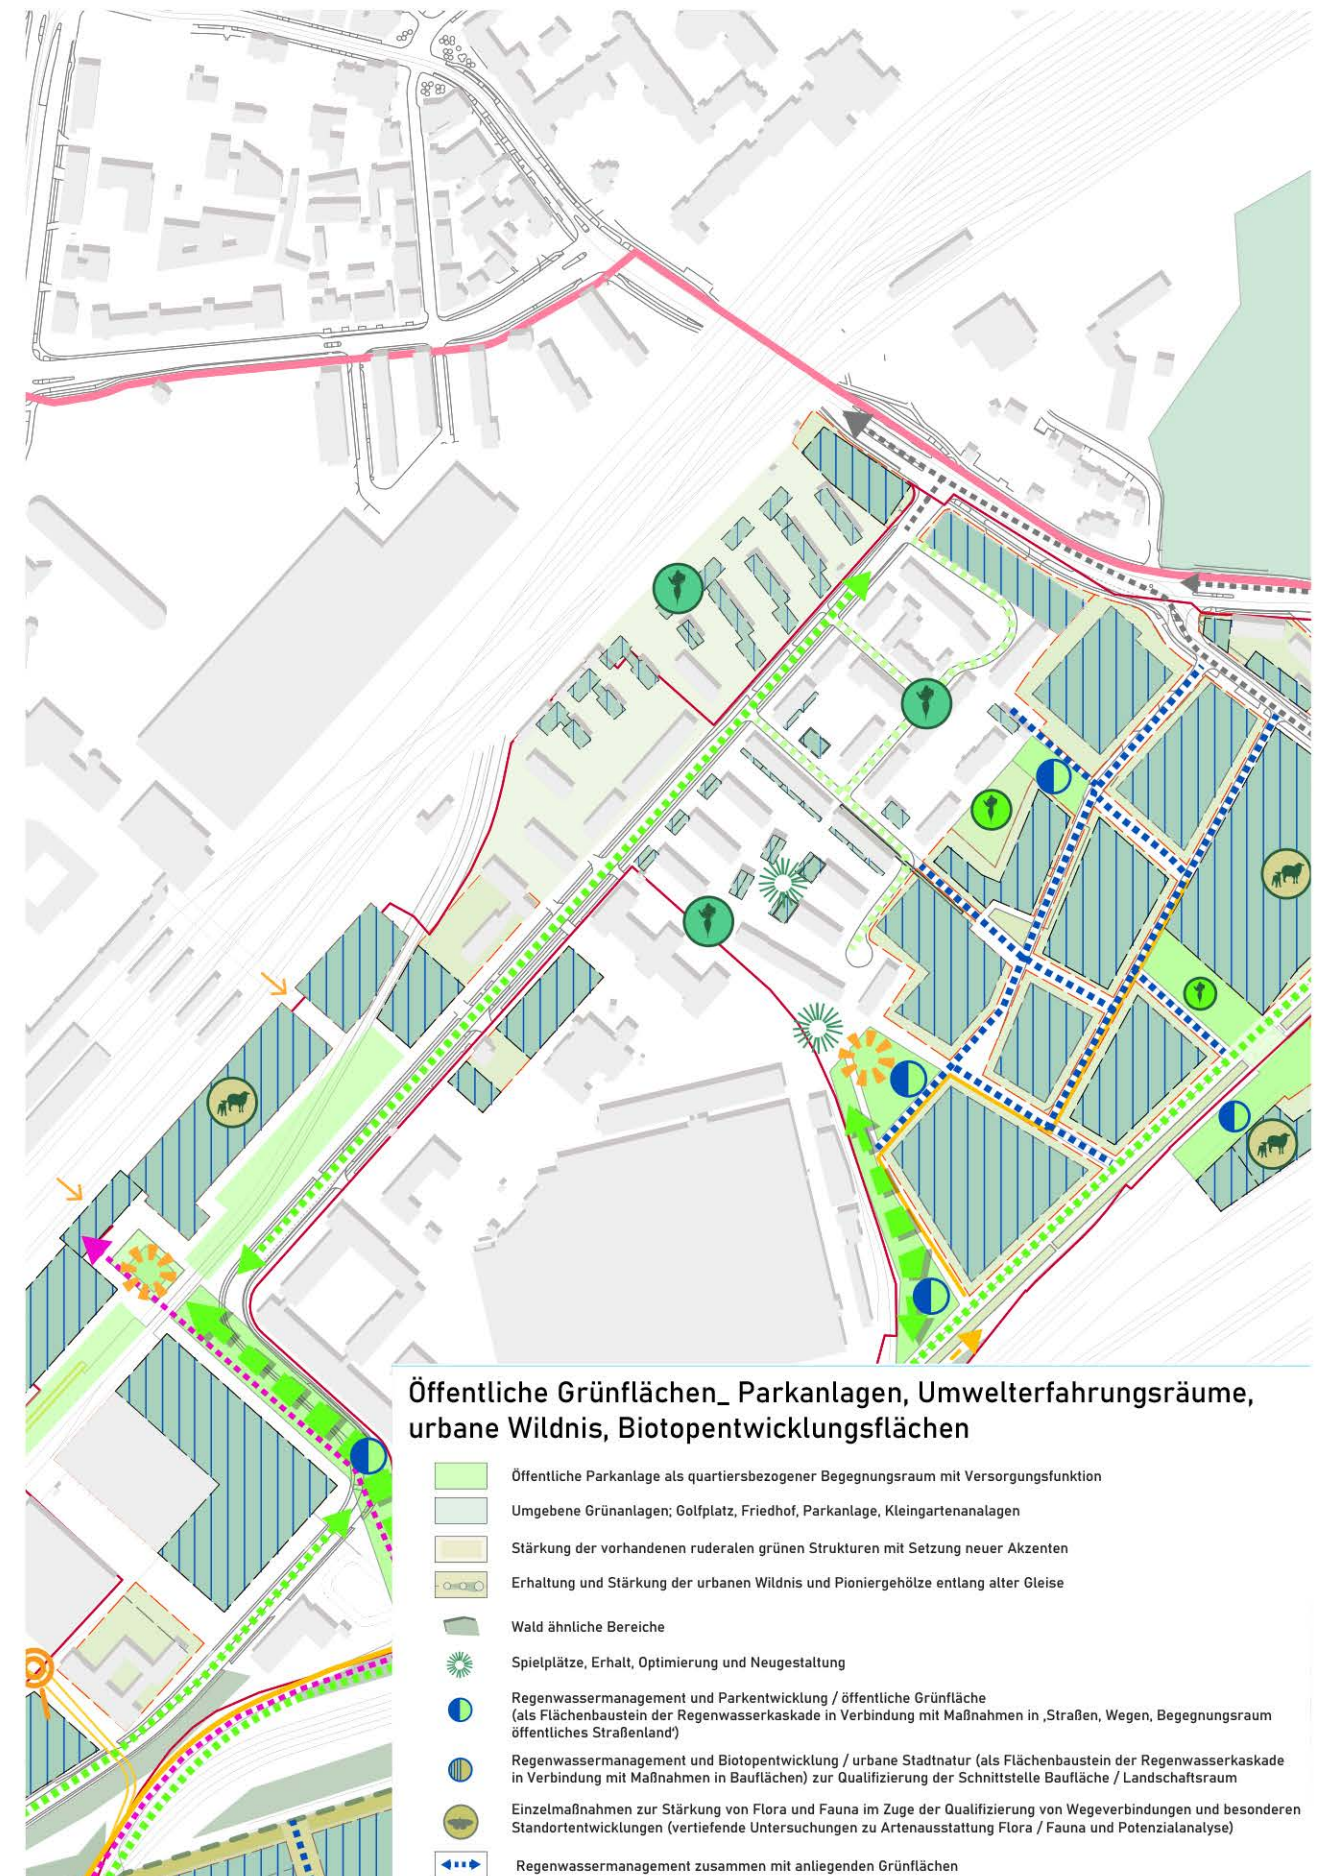 Öffentliche Grünflächen_ Parkanlagen, Umwelterfahrungsräume,
urbane Wildnis, Biotopentwicklungsflächen
Öffentliche Parkanlage als quartiersbezogener Begegnungsraum mit Versorgungsfunktion
Umgebene Grünanlagen; Golfplatz, Friedhof, Parkanlage, Kleingartenanalagen
Stärkung der vorhandenen ruderalen grünen Strukturen mit Setzung neuer Akzenten
Erhaltung und Stärkung der urbanen Wildnis und Pioniergehölze entlang alter Gleise
Wald ähnliche Bereiche
Spielplätze, Erhalt, Optimierung und Neugestaltung
Regenwassermanagement und Parkentwicklung / öffentliche Grünfläche
(als Flächenbaustein der Regenwasserkaskade in Verbindung mit Maßnahmen in ‚Straßen, Wegen, Begegnungsraum
öffentliches Straßenland‘)
Regenwassermanagement und Biotopentwicklung / urbane Stadtnatur (als Flächenbaustein der Regenwasserkaskade
in Verbindung mit Maßnahmen in Bauflächen) zur Qualifizierung der Schnittstelle Baufläche / Landschaftsraum
Einzelmaßnahmen zur Stärkung von Flora und Fauna im Zuge der Qualifizierung von Wegeverbindungen und besonderen
Standortentwicklungen (vertiefende Untersuchungen zu Artenausstattung Flora / Fauna und Potenzialanalyse)
Regenwassermanagement zusammen mit anliegenden Grünflächen